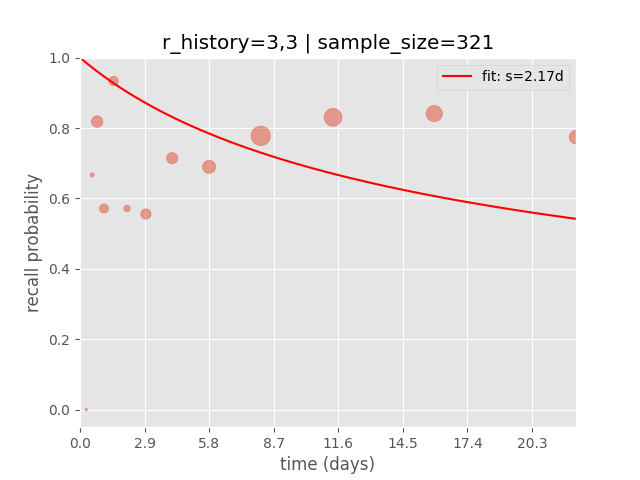 r_history=3,3 | sample_size=321
fit: s=2.17d
recall probability
1.0
0.8
0.6
0.4
0.2
0.0
0.0 2.9 5.8 8.7 11.6 14.5 17.4 20.3
time (days)